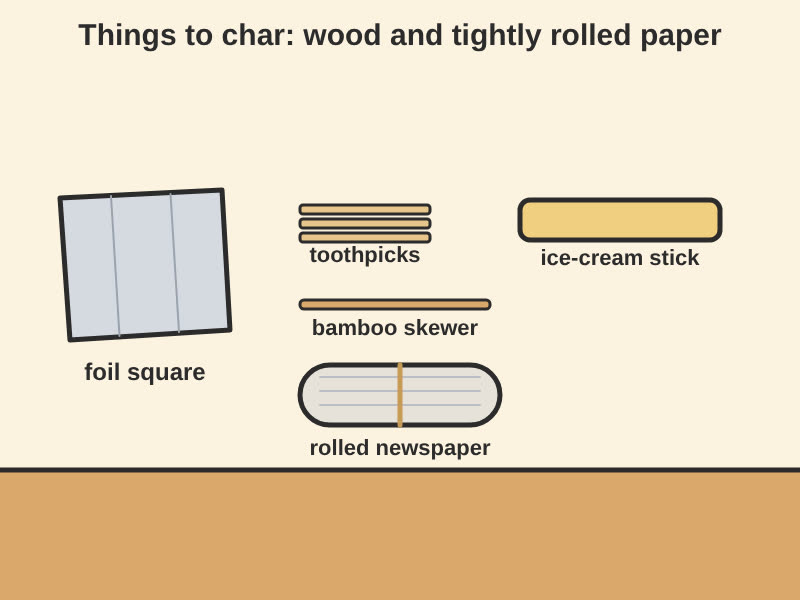 Things to char: wood and tightly rolled paper
toothpicks
ice-cream stick
bamboo skewer
foil square
rolled newspaper